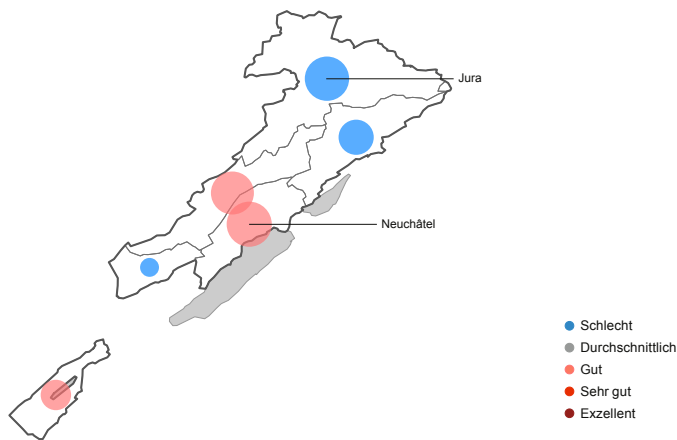 Jura
Neuchâtel
Schlecht
Durchschnittlich
Gut
Sehr gut
Exzellent